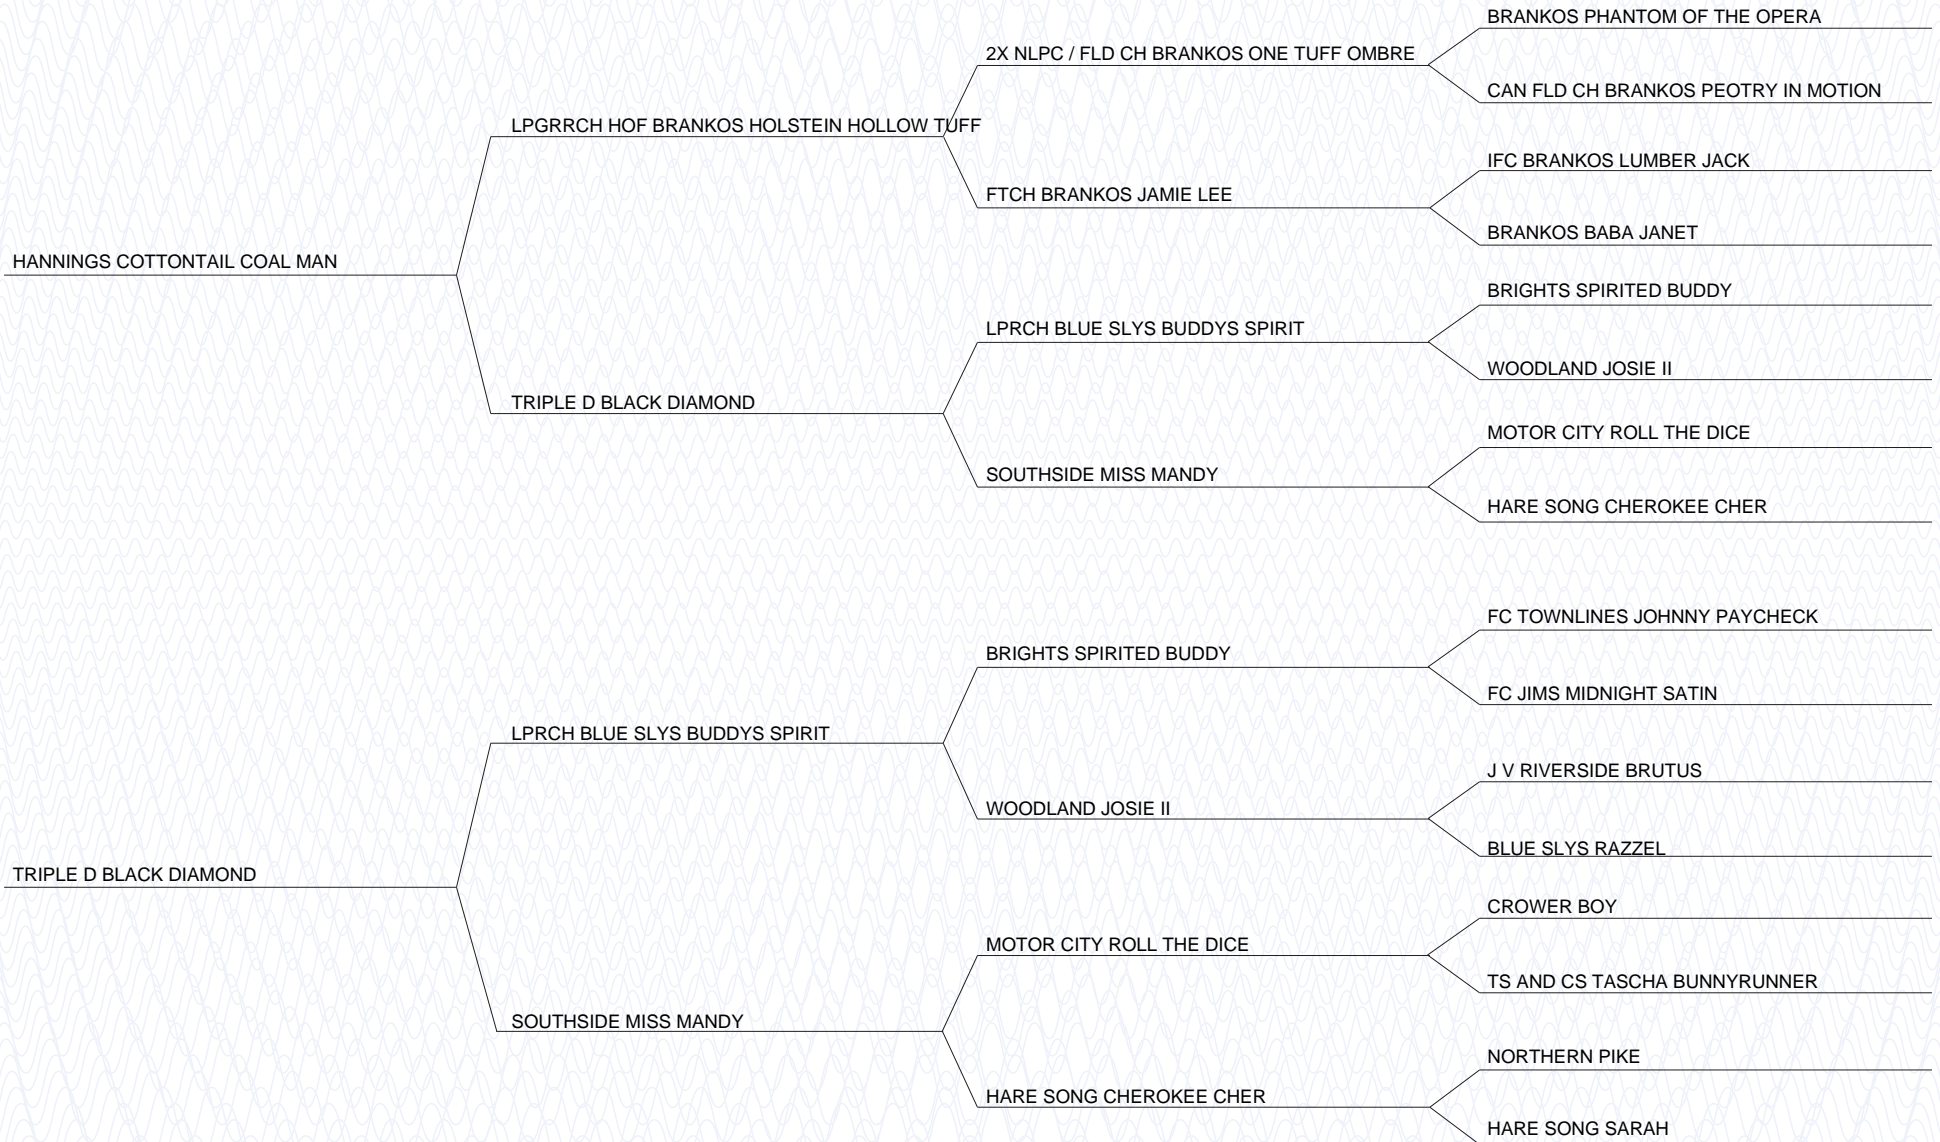 BRANKOS PHANTOM OF THE OPERA
2X NLPC / FLD CH BRANKOS ONE TUFF OMBRE
CAN FLD CH BRANKOS PEOTRY IN MOTION
LPGRRCH HOF BRANKOS HOLSTEIN HOLLOW TUFF
IFC BRANKOS LUMBER JACK
FTCH BRANKOS JAMIE LEE
BRANKOS BABA JANET
HANNINGS COTTONTAIL COAL MAN
BRIGHTS SPIRITED BUDDY
LPRCH BLUE SLYS BUDDYS SPIRIT
WOODLAND JOSIE II
TRIPLE D BLACK DIAMOND
MOTOR CITY ROLL THE DICE
SOUTHSIDE MISS MANDY
HARE SONG CHEROKEE CHER
FC TOWNLINES JOHNNY PAYCHECK
BRIGHTS SPIRITED BUDDY
FC JIMS MIDNIGHT SATIN
LPRCH BLUE SLYS BUDDYS SPIRIT
J V RIVERSIDE BRUTUS
WOODLAND JOSIE II
BLUE SLYS RAZZEL
TRIPLE D BLACK DIAMOND
CROWER BOY
MOTOR CITY ROLL THE DICE
TS AND CS TASCHA BUNNYRUNNER
SOUTHSIDE MISS MANDY
NORTHERN PIKE
HARE SONG CHEROKEE CHER
HARE SONG SARAH